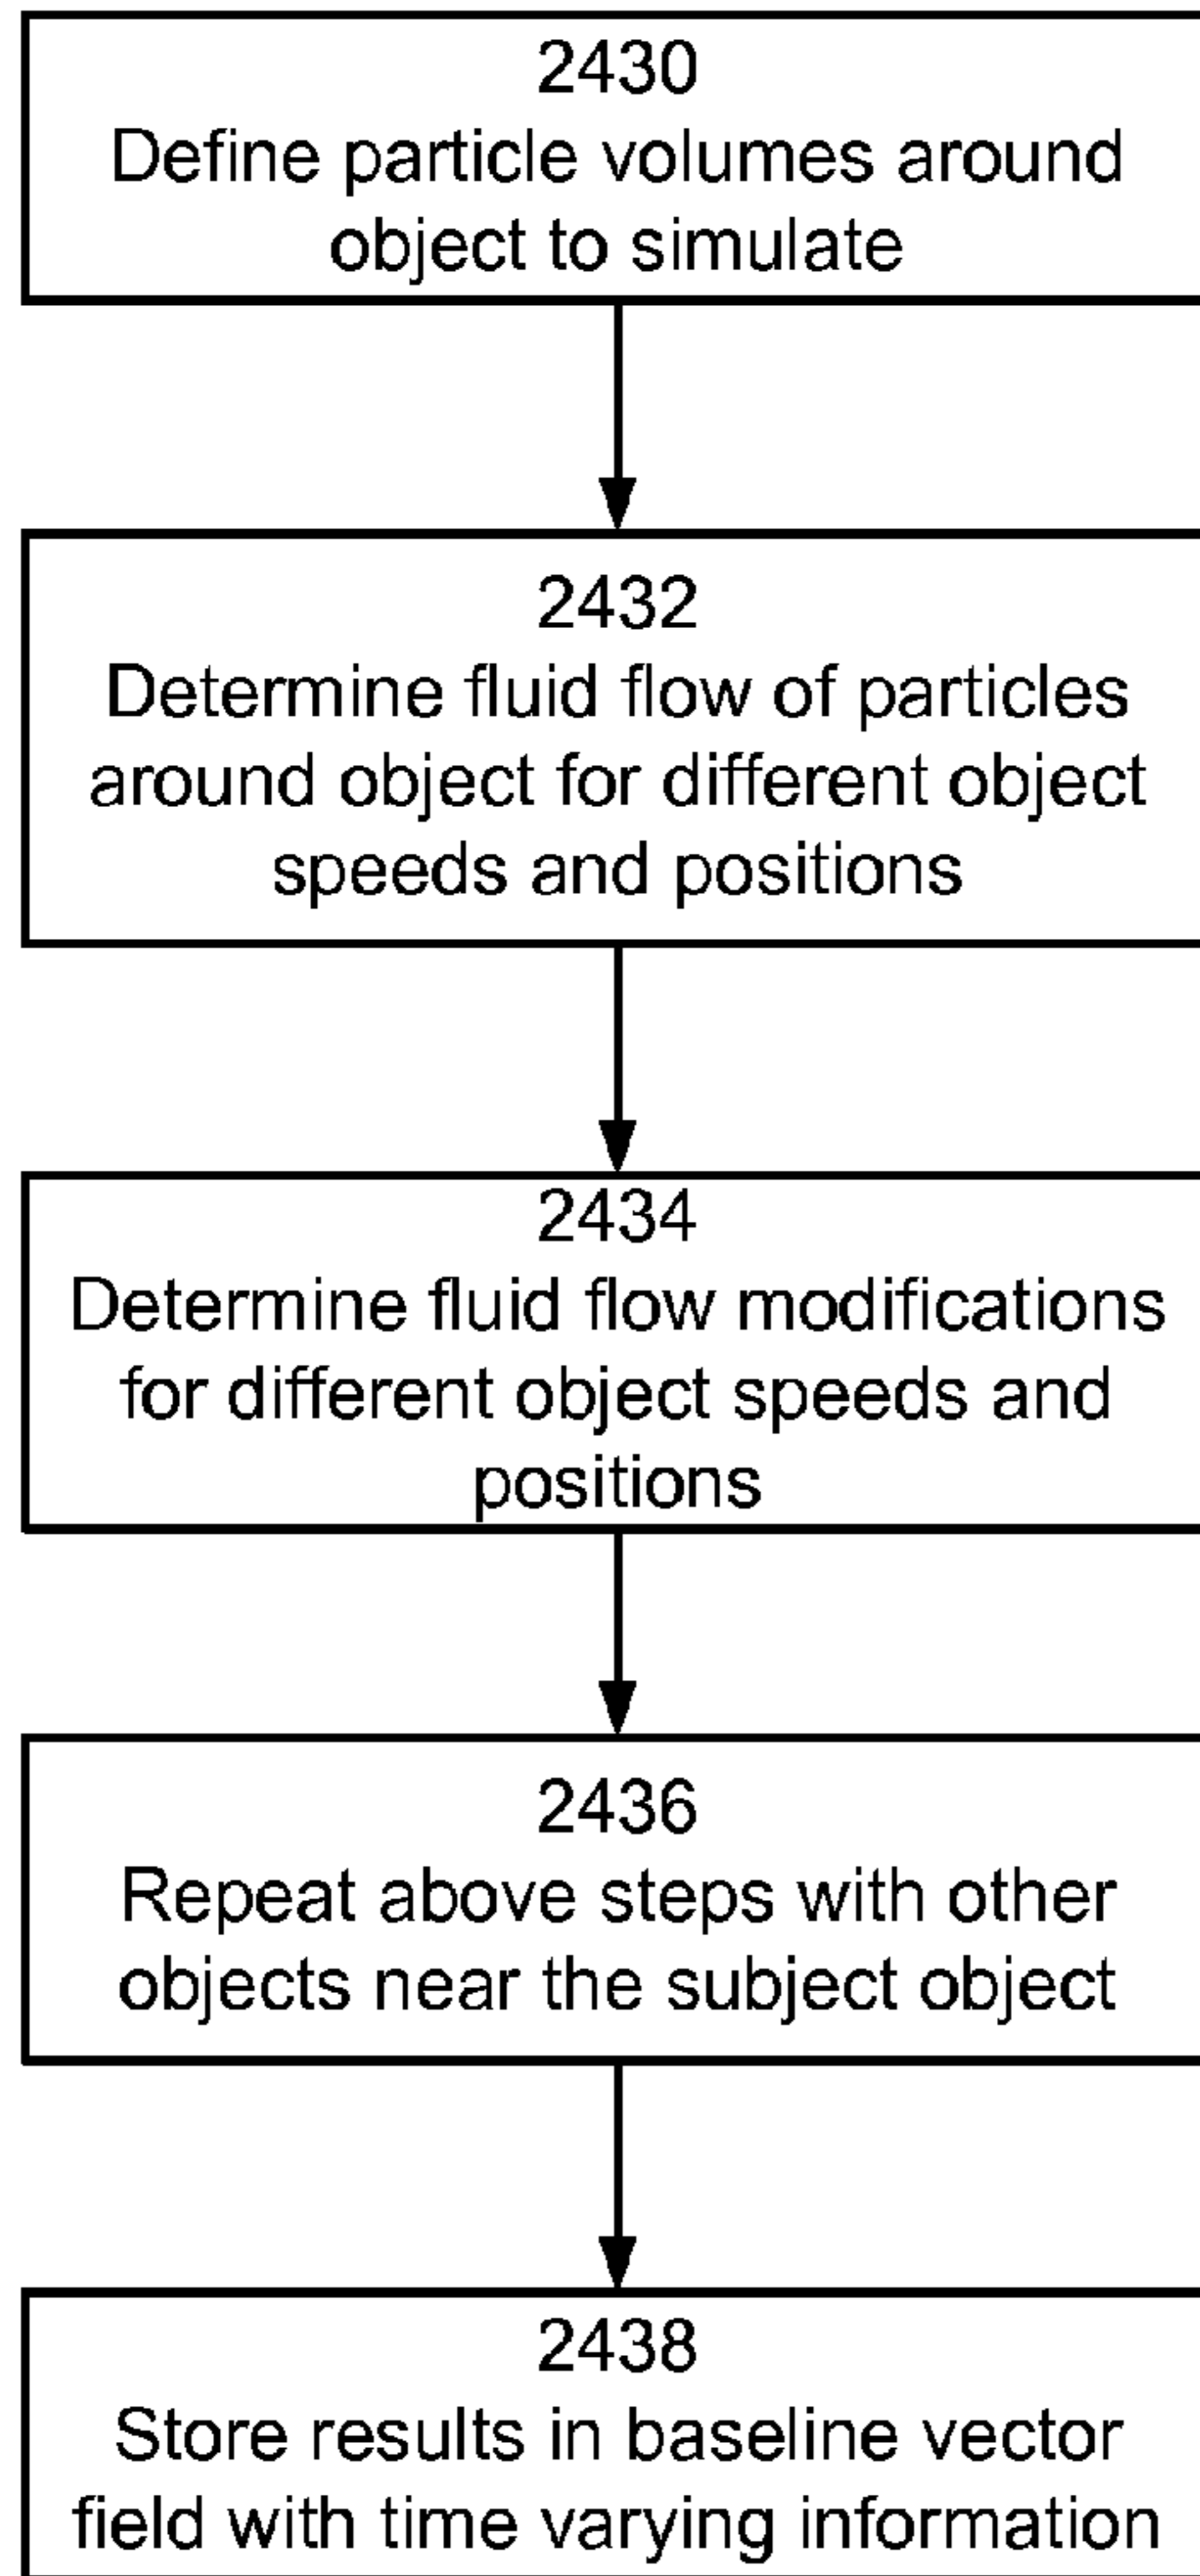 2430
Define particle volumes around
object to simulate
2432
Determine fluid flow of particles
around object for different object
speeds and positions
2434
Determine fluid flow modifications
for different object speeds and
positions
2436
Repeat above steps with other
objects near the subject object
2438
Store results in baseline vector
field with time varying information